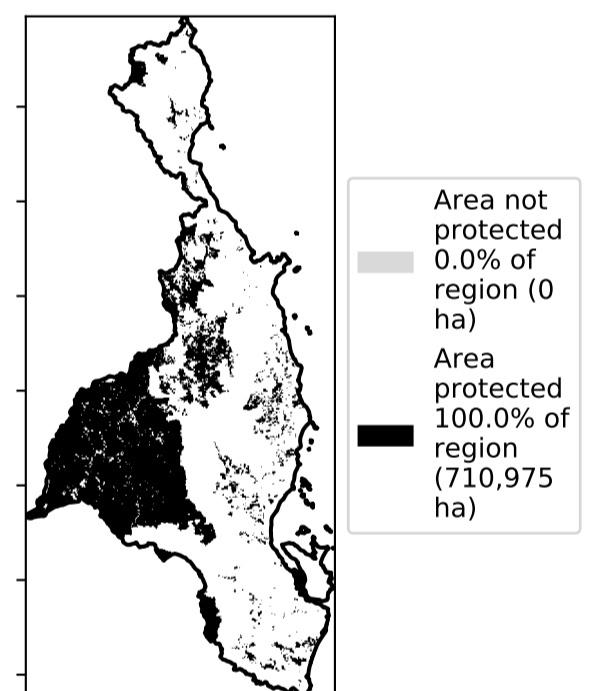 Area not
protected
0.0% of
region (0
ha)
Area
protected
100.0% of
region
(710,975
ha)